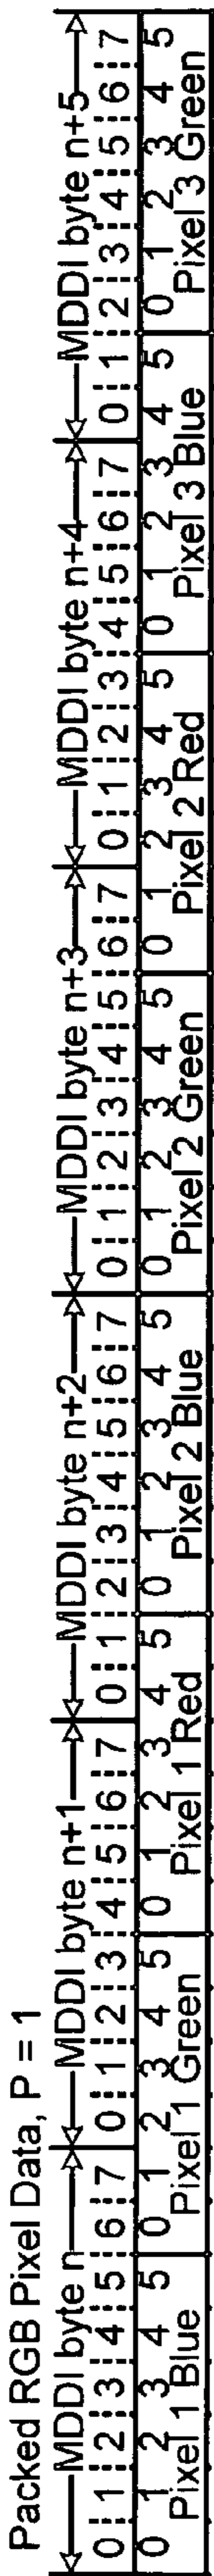 Packed RGB Pixel Data, P = 1
MDDI byte n MDDI byte n+1 MDDI byte n+2 MDDI byte n+3 MDDI byte n+4 MDDI byte n+5
0 1 2 3 4 5 6 7 0 1 2 3 4 5 6 7 0 1 2 3 4 5 6 7 0 1 2 3 4 5 6 7 0 1 2 3 4 5 6 7 0 1 2 3 4 5 6 7
0 1 2 3 4 5 0 1 2 3 4 5 0 1 2 3 4 5 0 1 2 3 4 5 0 1 2 3 4 5 0 1 2 3 4 5 0 1 2 3 4 5 0 1 2 3 4 5
Pixel 1 Blue Pixel 1 Green Pixel 1 Red Pixel 2 Blue Pixel 2 Green Pixel 2 Red Pixel 3 Blue Pixel 3 Green